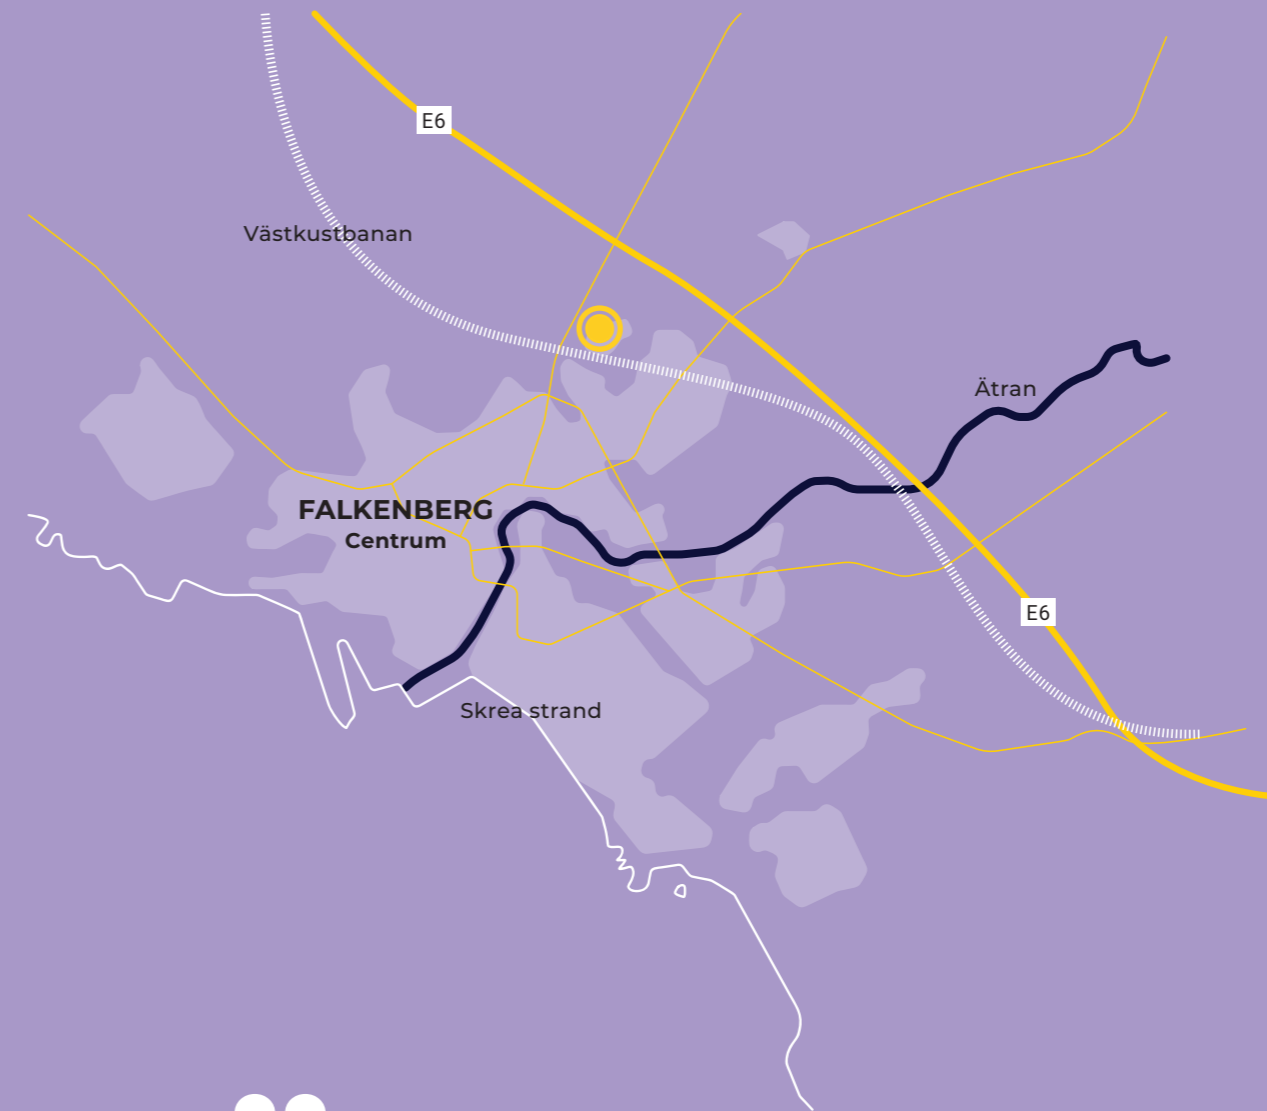 E6
Västkustbanan
Ätran
FALKENBERG
Centrum
E6
Skrea strand